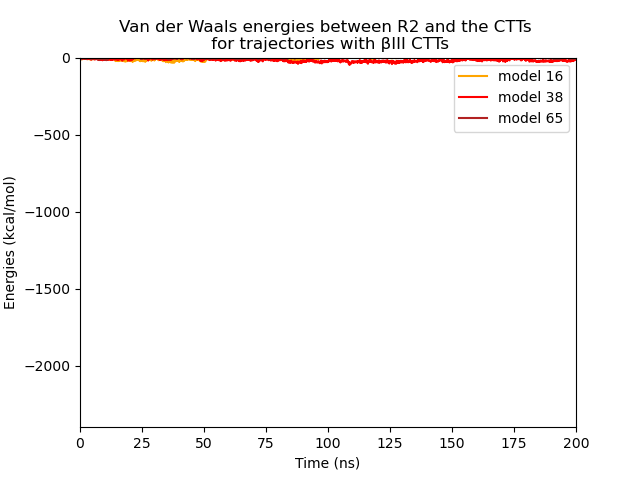 Van der Waals energies between R2 and the CTTs
for trajectories with βIII CTTs
Energies (kcal/mol)
0
−500
−1000
−1500
−2000
model 16
model 38
model 65
0 25 50 75 100 125 150 175 200
Time (ns)